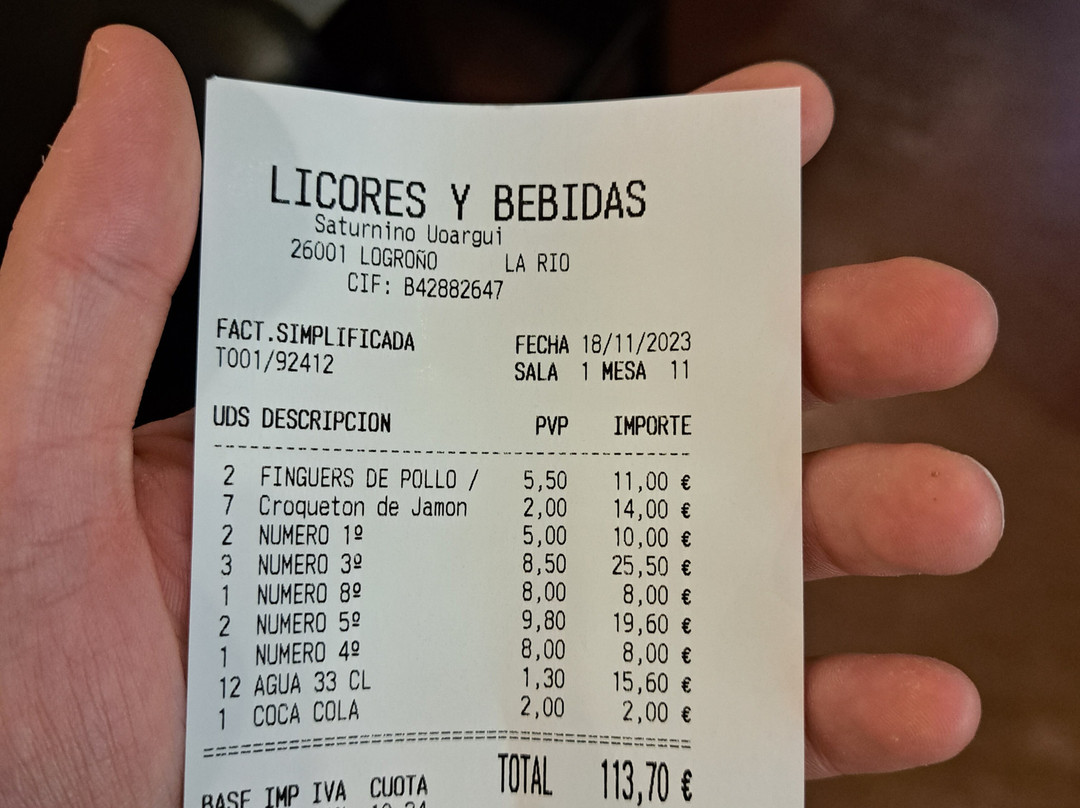 LICORES Y BEBIDAS
Saturnino Uoargui
26001 LOGROÑO LA RIO
CIF: B42882647
FACT.SIMPLIFICADA FECHA 18/11/2023
T001/92412 SALA 1 MESA 11
UDS DESCRIPCION PVP IMPORTE
2 FINGUERS DE POLLO / 5,50 11,00 €
7 Croqueton de Jamon 2,00 14,00 €
2 NUMERO 1º 5,00 10,00 €
3 NUMERO 3º 8,50 25,50 €
1 NUMERO 8º 8,00 8,00 €
2 NUMERO 5º 9,80 19,60 €
1 NUMERO 4º 8,00 8,00 €
12 AGUA 33 CL 1,30 15,60 €
1 COCA COLA 2,00 2,00 €
TOTAL 113,70 €
BASE IMP IVA CUOTA